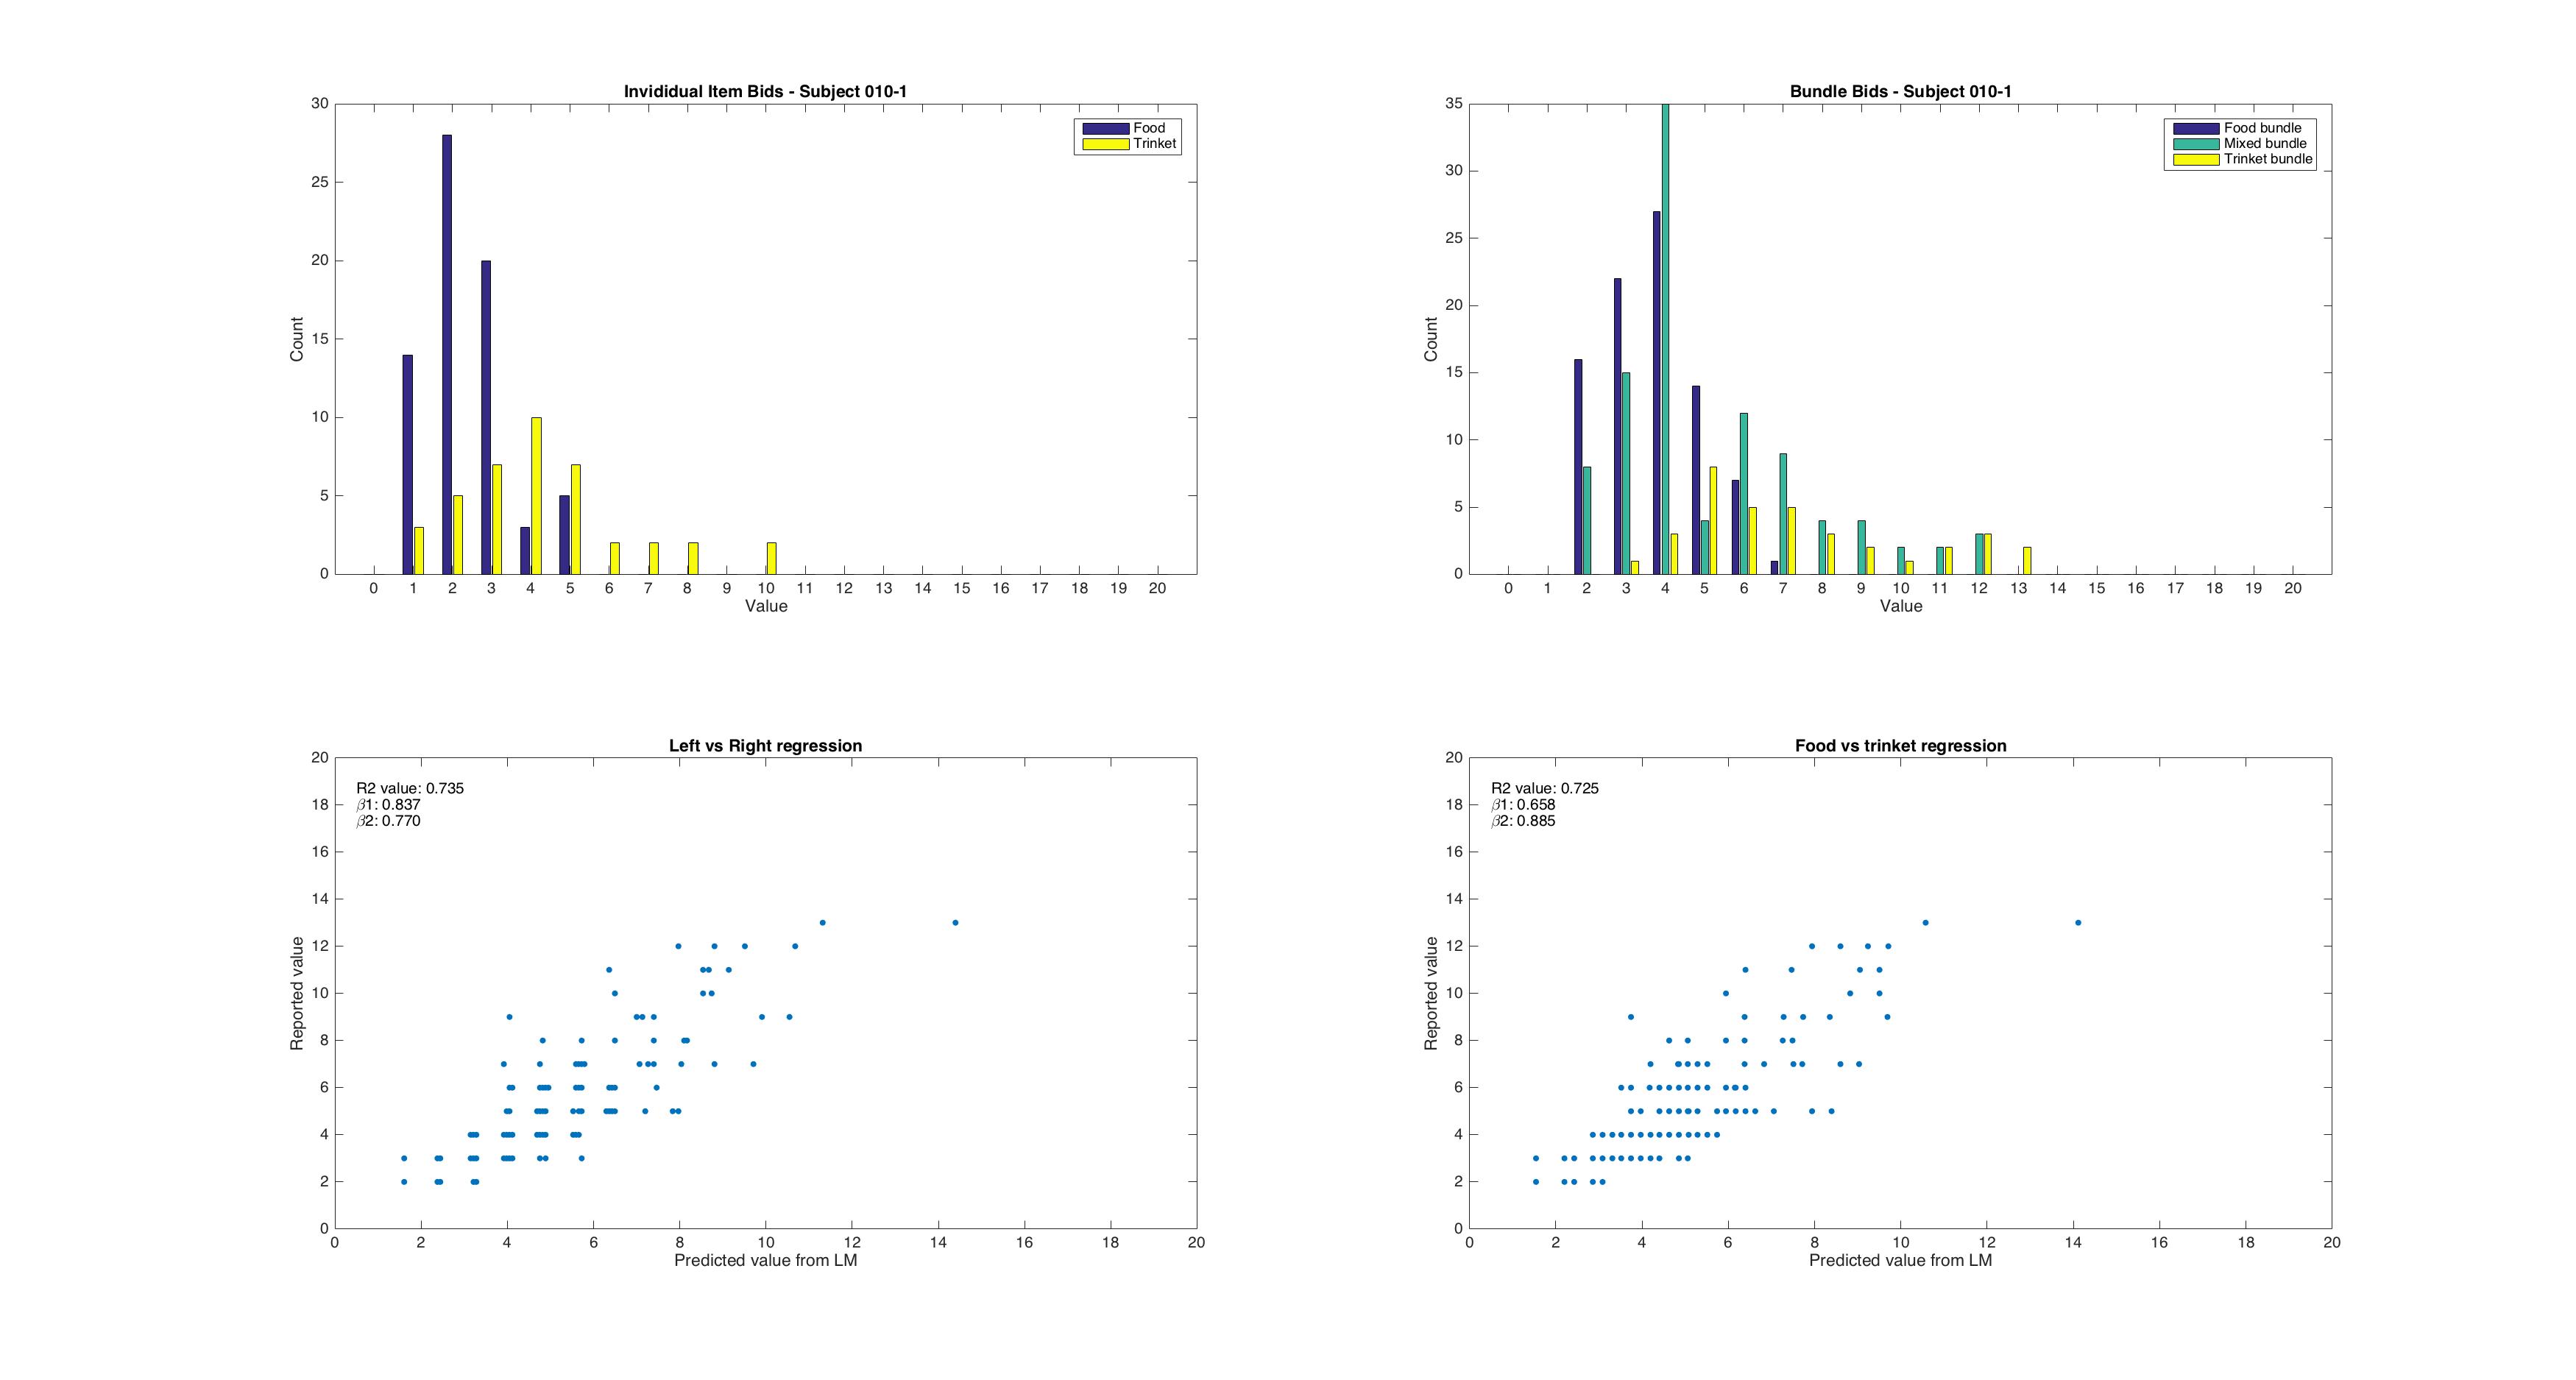 Invididual Item Bids - Subject 010-1
30
25
20
15
10
5
0
Count
Food
Trinket
0 1 2 3 4 5 6 7 8 9 10 11 12 13 14 15 16 17 18 19 20
Value
Bundle Bids - Subject 010-1
35
30
25
20
15
10
5
0
Count
Food bundle
Mixed bundle
Trinket bundle
0 1 2 3 4 5 6 7 8 9 10 11 12 13 14 15 16 17 18 19 20
Value
Left vs Right regression
20
18
16
14
12
10
8
6
4
2
0
Reported value
R2 value: 0.735
β1: 0.837
β2: 0.770
0 2 4 6 8 10 12 14 16 18 20
Predicted value from LM
Food vs trinket regression
20
18
16
14
12
10
8
6
4
2
0
Reported value
R2 value: 0.725
β1: 0.658
β2: 0.885
0 2 4 6 8 10 12 14 16 18 20
Predicted value from LM